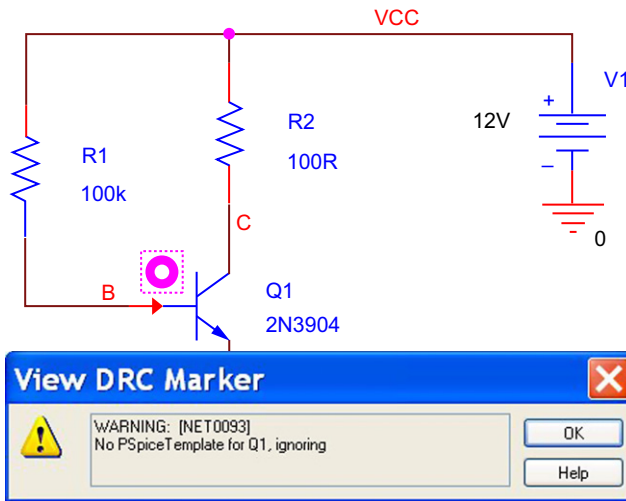 VCC
V1
+
12V
−
R1
100k
R2
100R
C
0
B
Q1
2N3904
View DRC Marker
WARNING: [NET0093]
No PSpiceTemplate for Q1, ignoring
OK
Help